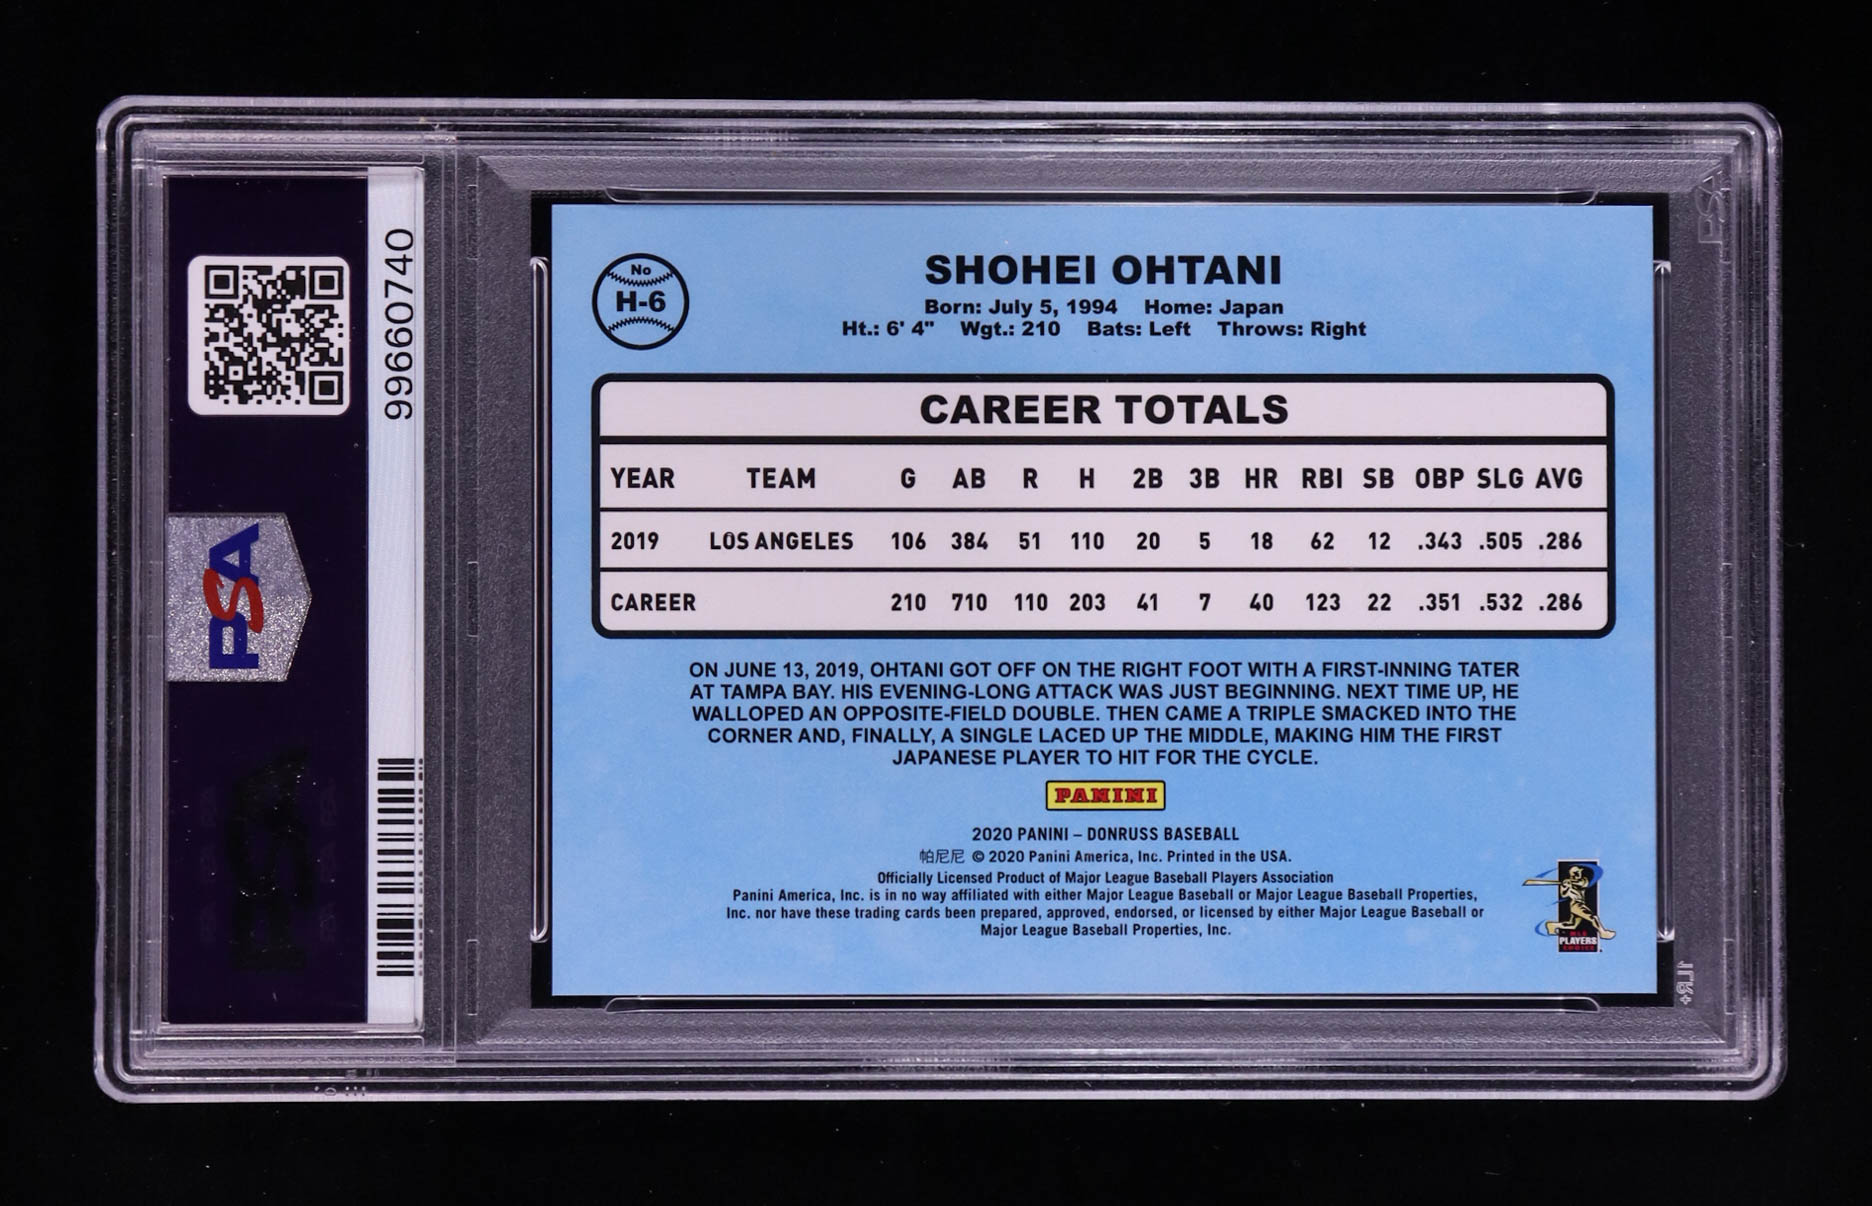 99660740
PSA
No
H-6
SHOHEI OHTANI
Born: July 5, 1994 Home: Japan
Ht.: 6' 4" Wgt.: 210 Bats: Left Throws: Right
CAREER TOTALS
YEAR TEAM G AB R H 2B 3B HR RBI SB OBP SLG AVG
2019 LOS ANGELES 106 384 51 110 20 5 18 62 12 .343 .505 .286
CAREER 210 710 110 203 41 7 40 123 22 .351 .532 .286
ON JUNE 13, 2019, OHTANI GOT OFF ON THE RIGHT FOOT WITH A FIRST-INNING TATER
AT TAMPA BAY. HIS EVENING-LONG ATTACK WAS JUST BEGINNING. NEXT TIME UP, HE
WALLOPED AN OPPOSITE-FIELD DOUBLE. THEN CAME A TRIPLE SMACKED INTO THE
CORNER AND, FINALLY, A SINGLE LACED UP THE MIDDLE, MAKING HIM THE FIRST
JAPANESE PLAYER TO HIT FOR THE CYCLE.
PANINI
2020 PANINI – DONRUSS BASEBALL
帕尼尼 © 2020 Panini America, Inc. Printed in the USA.
Officially Licensed Product of Major League Baseball Players Association
Panini America, Inc. is in no way affiliated with either Major League Baseball or Major League Baseball Properties,
Inc. nor have these trading cards been prepared, approved, endorsed, or licensed by either Major League Baseball or
Major League Baseball Properties, Inc.
MLB
PLAYERS
CHOICE
PSA
1LR+